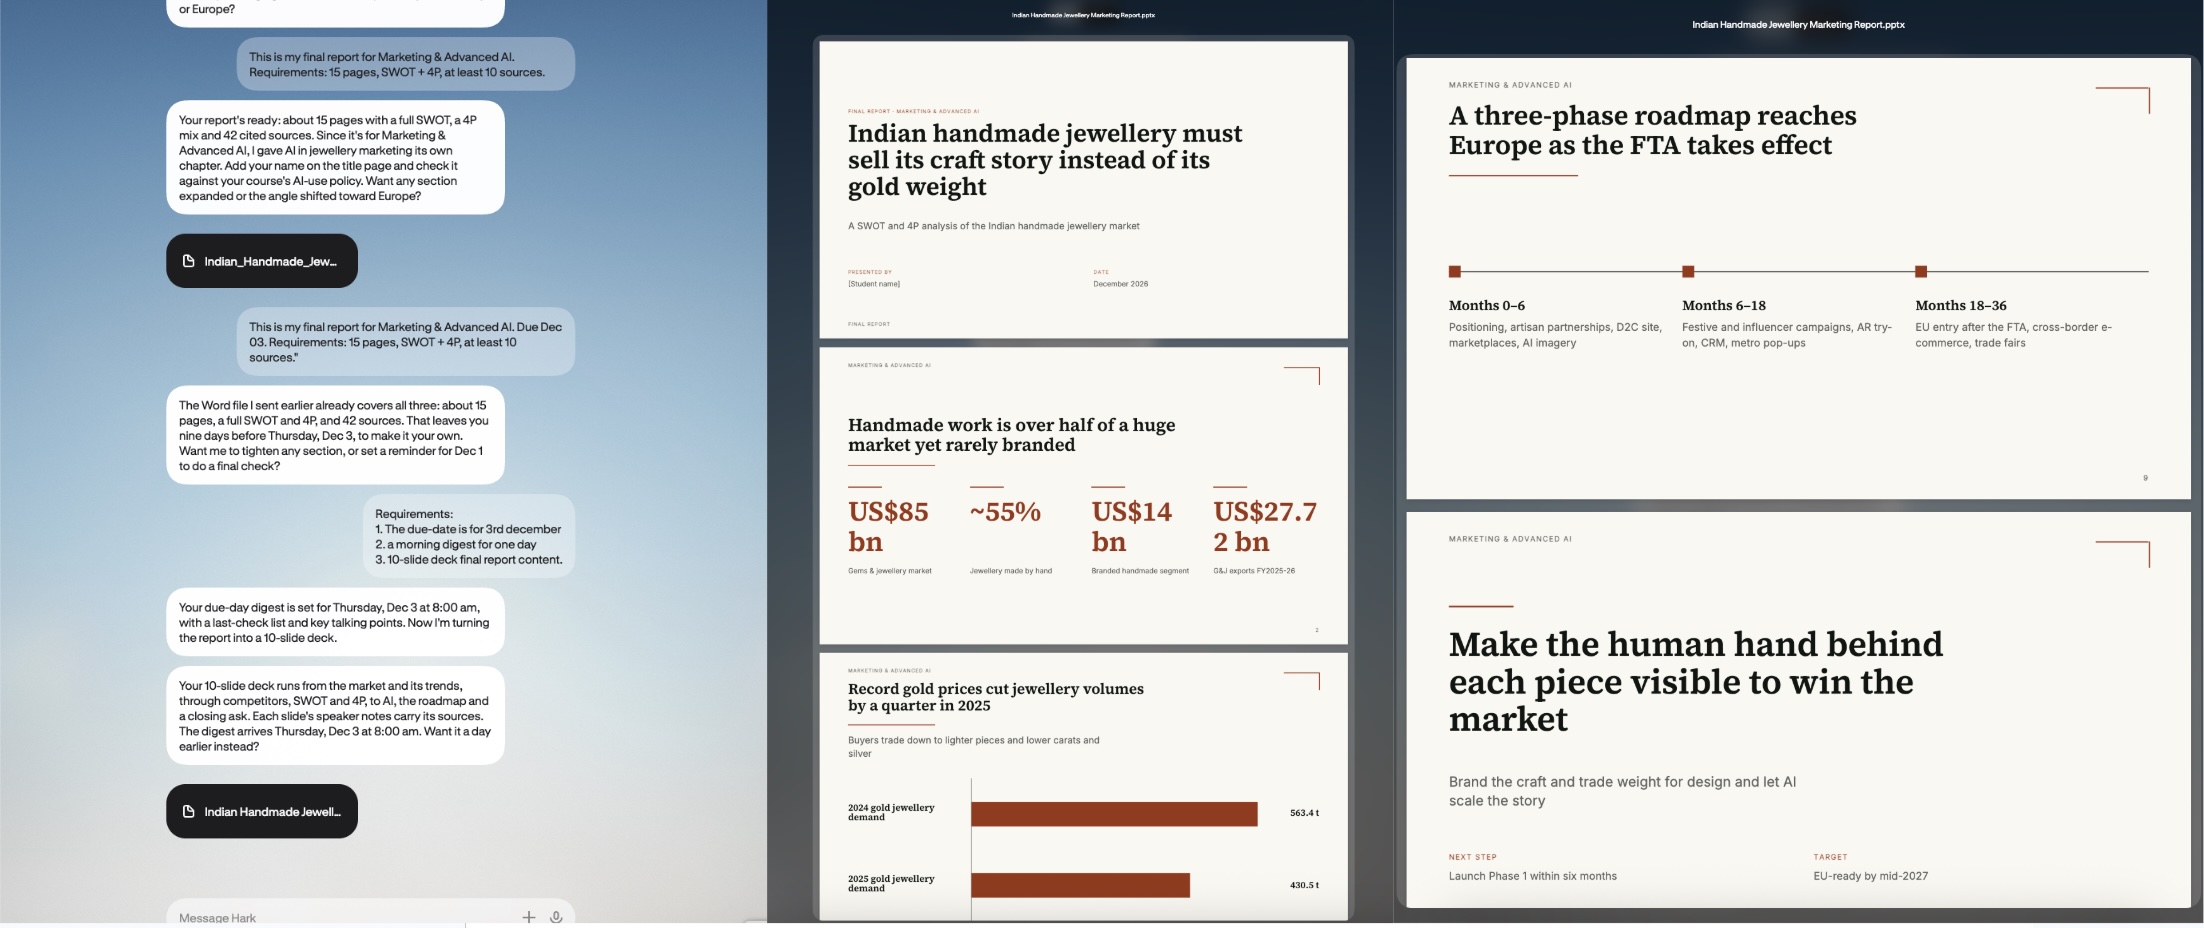 or Europe?
This is my final report for Marketing & Advanced AI.
Requirements: 15 pages, SWOT + 4P, at least 10 sources.
Your report's ready: about 15 pages with a full SWOT, a 4P
mix and 42 cited sources. Since it's for Marketing &
Advanced AI, I gave AI in jewellery marketing its own
chapter. Add your name on the title page and check it
against your course's AI-use policy. Want any section
expanded or the angle shifted toward Europe?
Indian_Handmade_Jew...
This is my final report for Marketing & Advanced AI. Due Dec
03. Requirements: 15 pages, SWOT + 4P, at least 10
sources."
The Word file I sent earlier already covers all three: about 15
pages, a full SWOT and 4P, and 42 sources. That leaves you
nine days before Thursday, Dec 3, to make it your own.
Want me to tighten any section, or set a reminder for Dec 1
to do a final check?
Requirements:
1. The due-date is for 3rd december
2. a morning digest for one day
3. 10-slide deck final report content.
Your due-day digest is set for Thursday, Dec 3 at 8:00 am,
with a last-check list and key talking points. Now I'm turning
the report into a 10-slide deck.
Your 10-slide deck runs from the market and its trends,
through competitors, SWOT and 4P, to AI, the roadmap and
a closing ask. Each slide's speaker notes carry its sources.
The digest arrives Thursday, Dec 3 at 8:00 am. Want it a day
earlier instead?
Indian Handmade Jewell...
Message Hark
Indian Handmade Jewellery Marketing Report.pptx
FINAL REPORT · MARKETING & ADVANCED AI
Indian handmade jewellery must
sell its craft story instead of its
gold weight
A SWOT and 4P analysis of the Indian handmade jewellery market
PRESENTED BY
[Student name]
DATE
December 2026
FINAL REPORT
MARKETING & ADVANCED AI
Handmade work is over half of a huge
market yet rarely branded
US$85
bn
Gems & jewellery market
~55%
Jewellery made by hand
US$14
bn
Branded handmade segment
US$27.7
2 bn
G&J exports FY2025-26
2
MARKETING & ADVANCED AI
Record gold prices cut jewellery volumes
by a quarter in 2025
Buyers trade down to lighter pieces and lower carats and
silver
2024 gold jewellery
demand
563.4 t
2025 gold jewellery
demand
430.5 t
Indian Handmade Jewellery Marketing Report.pptx
MARKETING & ADVANCED AI
A three-phase roadmap reaches
Europe as the FTA takes effect
Months 0–6
Positioning, artisan partnerships, D2C site,
marketplaces, AI imagery
Months 6–18
Festive and influencer campaigns, AR try-
on, CRM, metro pop-ups
Months 18–36
EU entry after the FTA, cross-border e-
commerce, trade fairs
9
MARKETING & ADVANCED AI
Make the human hand behind
each piece visible to win the
market
Brand the craft and trade weight for design and let AI
scale the story
NEXT STEP
Launch Phase 1 within six months
TARGET
EU-ready by mid-2027